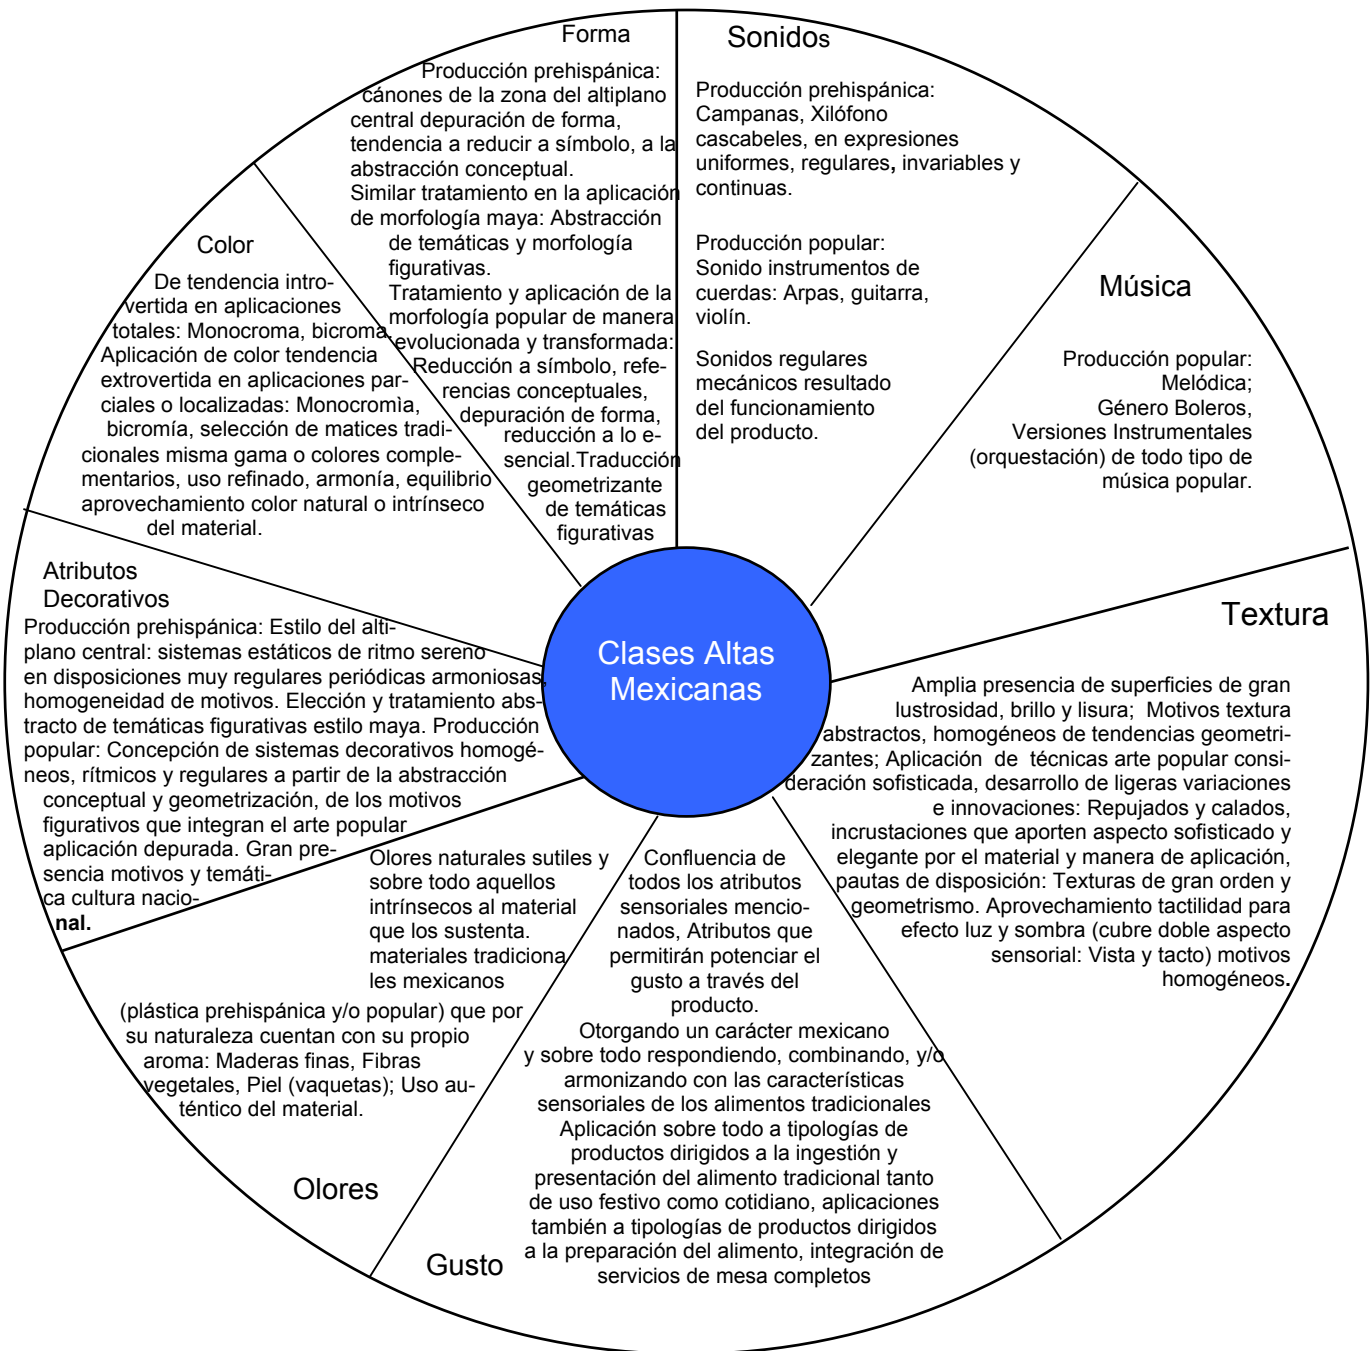 Forma
Producción prehispánica:
cánones de la zona del altiplano
central depuración de forma,
tendencia a reducir a símbolo, a la
abstracción conceptual.
Similar tratamiento en la aplicación
de morfología maya: Abstracción
de temáticas y morfología
figurativas.
Tratamiento y aplicación de la
morfología popular de manera
evolucionada y transformada:
Reducción a símbolo, refe-
rencias conceptuales,
depuración de forma,
reducción a lo e-
sencial.Traducción
geometrizante
de temáticas
figurativas
Sonidos
Producción prehispánica:
Campanas, Xilófono
cascabeles, en expresiones
uniformes, regulares, invariables y
continuas.
Producción popular:
Sonido instrumentos de
cuerdas: Arpas, guitarra,
violín.
Sonidos regulares
mecánicos resultado
del funcionamiento
del producto.
Música
Producción popular:
Melódica;
Género Boleros,
Versiones Instrumentales
(orquestación) de todo tipo de
música popular.
Textura
Amplia presencia de superficies de gran
lustrosidad, brillo y lisura; Motivos textura
abstractos, homogéneos de tendencias geometri-
zantes; Aplicación de técnicas arte popular consi-
deración sofisticada, desarrollo de ligeras variaciones
e innovaciones: Repujados y calados,
incrustaciones que aporten aspecto sofisticado y
elegante por el material y manera de aplicación,
pautas de disposición: Texturas de gran orden y
geometrismo. Aprovechamiento tactilidad para
efecto luz y sombra (cubre doble aspecto
sensorial: Vista y tacto) motivos
homogéneos.
Confluencia de
todos los atributos
sensoriales mencio-
nados, Atributos que
permitirán potenciar el
gusto a través del
producto.
Otorgando un carácter mexicano
y sobre todo respondiendo, combinando, y/o
armonizando con las características
sensoriales de los alimentos tradicionales
Aplicación sobre todo a tipologías de
productos dirigidos a la ingestión y
presentación del alimento tradicional tanto
de uso festivo como cotidiano, aplicaciones
también a tipologías de productos dirigidos
a la preparación del alimento, integración de
servicios de mesa completos
Gusto
Olores naturales sutiles y
sobre todo aquellos
intrínsecos al material
que los sustenta.
materiales tradiciona
les mexicanos
(plástica prehispánica y/o popular) que por
su naturaleza cuentan con su propio
aroma: Maderas finas, Fibras
vegetales, Piel (vaquetas); Uso au-
téntico del material.
Olores
Atributos
Decorativos
Producción prehispánica: Estilo del alti-
plano central: sistemas estáticos de ritmo sereno
en disposiciones muy regulares periódicas armoniosas,
homogeneidad de motivos. Elección y tratamiento abs-
tracto de temáticas figurativas estilo maya. Producción
popular: Concepción de sistemas decorativos homogé-
neos, rítmicos y regulares a partir de la abstracción
conceptual y geometrización, de los motivos
figurativos que integran el arte popular
aplicación depurada. Gran pre-
sencia motivos y temáti-
ca cultura nacio-
nal.
Color
De tendencia intro-
vertida en aplicaciones
totales: Monocroma, bicroma.
Aplicación de color tendencia
extrovertida en aplicaciones par-
ciales o localizadas: Monocromìa,
bicromía, selección de matices tradi-
cionales misma gama o colores comple-
mentarios, uso refinado, armonía, equilibrio
aprovechamiento color natural o intrínseco
del material.
Clases Altas
Mexicanas